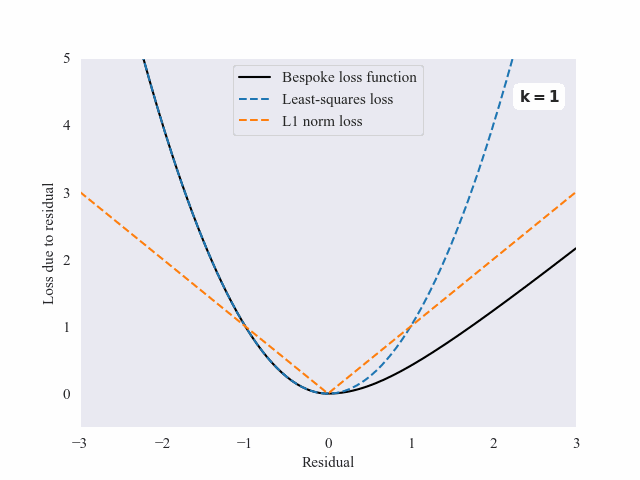 5
4
3
2
1
0
Loss due to residual
Bespoke loss function
Least-squares loss
L1 norm loss
k = 1
−3 −2 −1 0 1 2 3
Residual